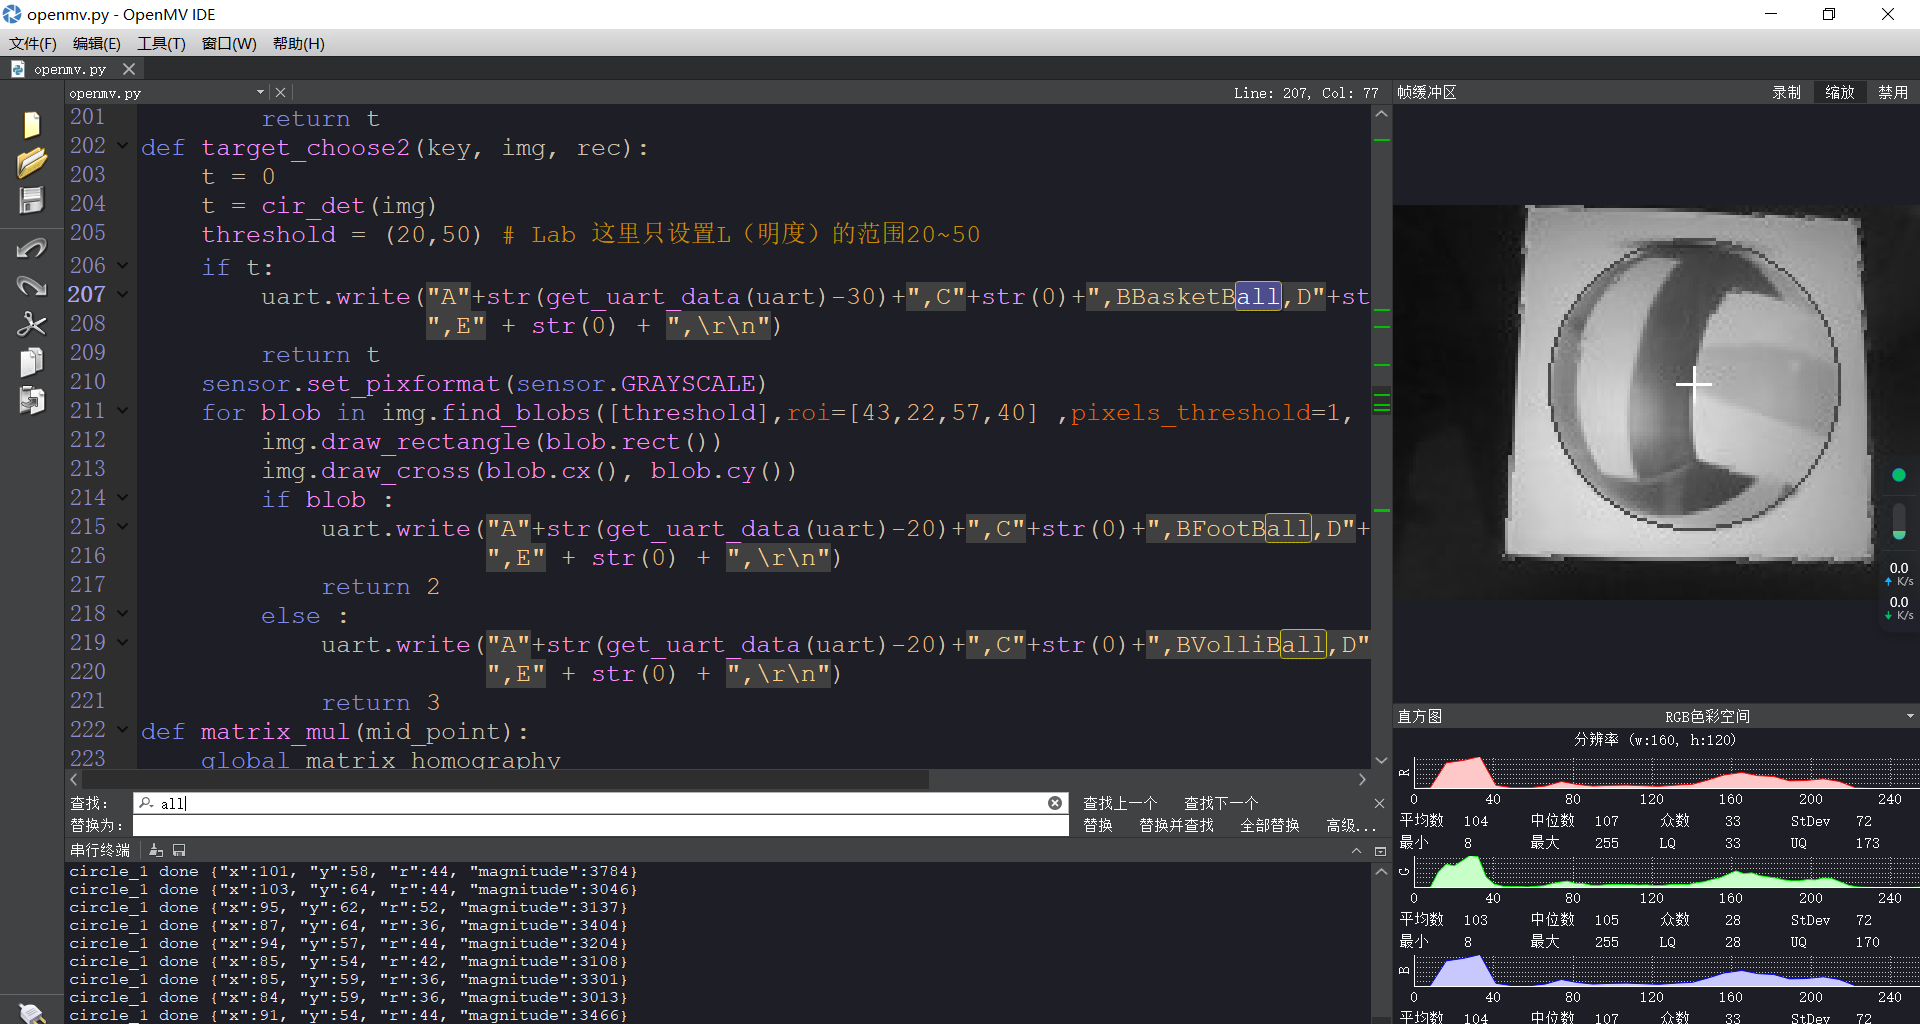 openmv.py - OpenMV IDE
文件(F) 编辑(E) 工具(T) 窗口(W) 帮助(H)
openmv.py
openmv.py Line: 207, Col: 77
201 return t
202 def target_choose2(key, img, rec):
203 t = 0
204 t = cir_det(img)
205 threshold = (20,50) # Lab 这里只设置L（明度）的范围20~50
206 if t:
207 uart.write("A"+str(get_uart_data(uart)-30)+",C"+str(0)+",BBasketBall,D"+st
208 ",E" + str(0) + ",\r\n")
209 return t
210 sensor.set_pixformat(sensor.GRAYSCALE)
211 for blob in img.find_blobs([threshold],roi=[43,22,57,40] ,pixels_threshold=1,
212 img.draw_rectangle(blob.rect())
213 img.draw_cross(blob.cx(), blob.cy())
214 if blob :
215 uart.write("A"+str(get_uart_data(uart)-20)+",C"+str(0)+",BFootBall,D"+
216 ",E" + str(0) + ",\r\n")
217 return 2
218 else :
219 uart.write("A"+str(get_uart_data(uart)-20)+",C"+str(0)+",BVolliBall,D"
220 ",E" + str(0) + ",\r\n")
221 return 3
222 def matrix_mul(mid_point):
223 global matrix homography
查找: all 查找上一个 查找下一个
替换为: 替换 替换并查找 全部替换 高级...
串行终端
circle_1 done {"x":101, "y":58, "r":44, "magnitude":3784}
circle_1 done {"x":103, "y":64, "r":44, "magnitude":3046}
circle_1 done {"x":95, "y":62, "r":52, "magnitude":3137}
circle_1 done {"x":87, "y":64, "r":36, "magnitude":3404}
circle_1 done {"x":94, "y":57, "r":44, "magnitude":3204}
circle_1 done {"x":85, "y":54, "r":42, "magnitude":3108}
circle_1 done {"x":85, "y":59, "r":36, "magnitude":3301}
circle_1 done {"x":84, "y":59, "r":36, "magnitude":3013}
circle_1 done {"x":91, "y":54, "r":44, "magnitude":3466}
帧缓冲区 录制 缩放 禁用
0.0
K/s
0.0
K/s
直方图 RGB色彩空间
分辨率 (w:160, h:120)
R
0 40 80 120 160 200 240
平均数 104 中位数 107 众数 33 StDev 72
最小 8 最大 255 LQ 33 UQ 173
G
0 40 80 120 160 200 240
平均数 103 中位数 105 众数 28 StDev 72
最小 8 最大 255 LQ 28 UQ 170
B
0 40 80 120 160 200 240
平均数 104 中位数 107 众数 33 StDev 72